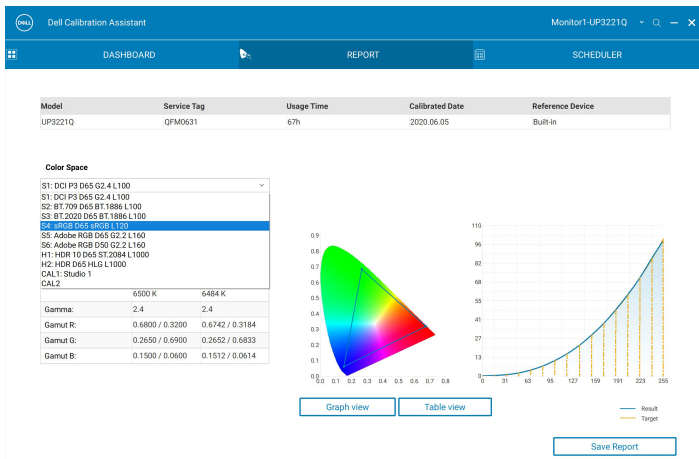 DELL Dell Calibration Assistant Monitor1-UP3221Q
DASHBOARD REPORT SCHEDULER
Model Service Tag Usage Time Calibrated Date Reference Device
UP3221Q QFM0631 67h 2020.06.05 Built-in
Color Space
S1: DCI P3 D65 G2.4 L100
S1: DCI P3 D65 G2.4 L100
S2: BT.709 D65 BT.1886 L100
S3: BT.2020 D65 BT.1886 L100
S4: sRGB D65 sRGB L120
S5: Adobe RGB D65 G2.2 L160
S6: Adobe RGB D50 G2.2 L160
H1: HDR 10 D65 ST.2084 L1000
H2: HDR D65 HLG L1000
CAL1: Studio 1
CAL2
6500 K 6484 K
Gamma: 2.4 2.4
Gamut R: 0.6800 / 0.3200 0.6742 / 0.3184
Gamut G: 0.2650 / 0.6900 0.2652 / 0.6833
Gamut B: 0.1500 / 0.0600 0.1512 / 0.0614
0.9
0.8
0.7
0.6
0.5
0.4
0.3
0.2
0.1
0.0
0.0 0.1 0.2 0.3 0.4 0.5 0.6 0.7 0.8
110
96
82
68
55
41
27
13
0
0 31 63 95 127 159 191 223 255
Result
Target
Graph view Table view
Save Report